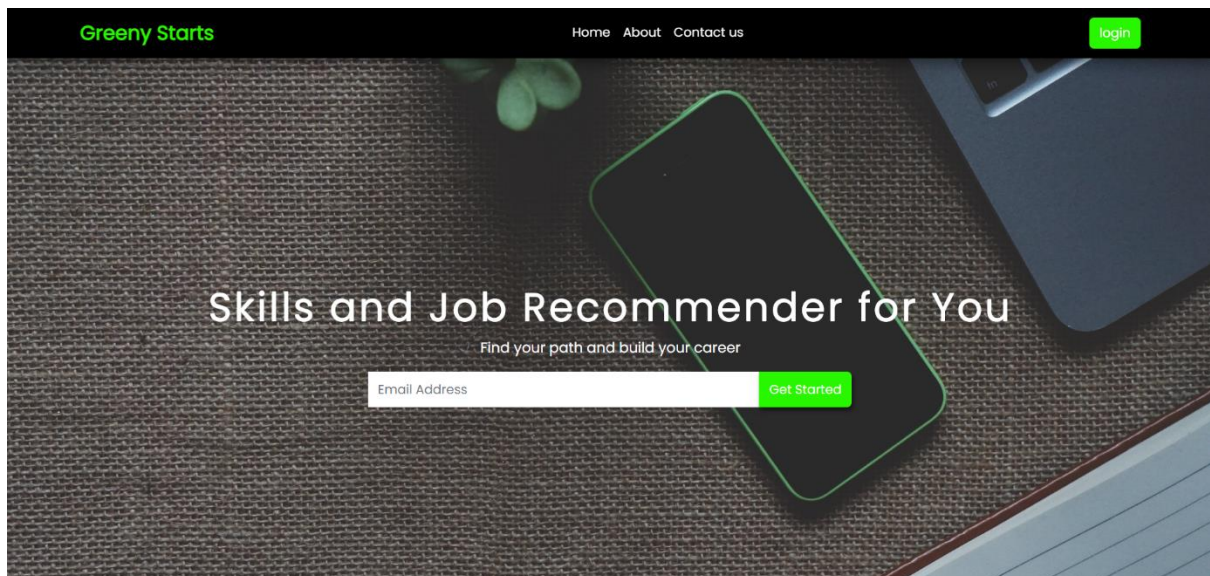 Greeny Starts
Home About Contact us
login
fn
Skills and Job Recommender for You
Find your path and build your career
Email Address
Get Started